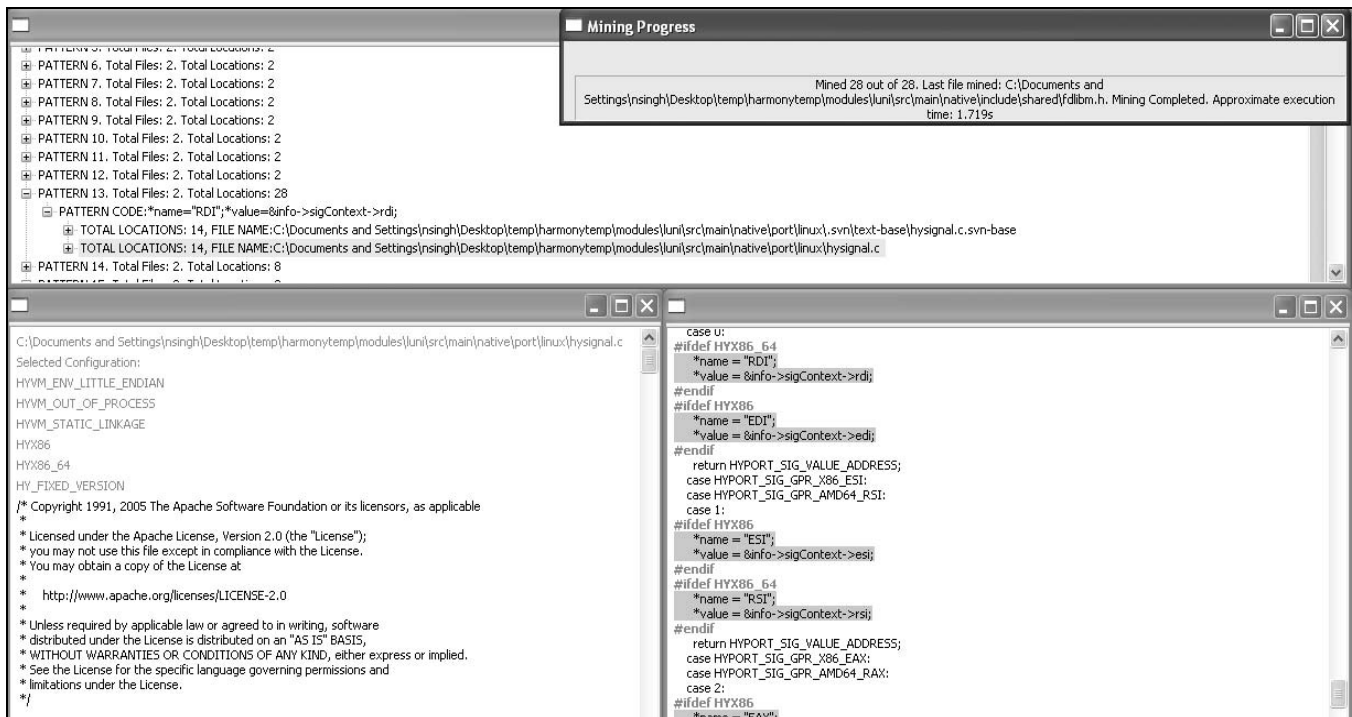 Mining Progress
Mined 28 out of 28. Last file mined: C:\Documents and
Settings\nsingh\Desktop\temp\harmonytemp\modules\luni\src\main\native\include\shared\fdlibm.h. Mining Completed. Approximate execution
time: 1.719s
PATTERN 5. Total Files: 2. Total Locations: 2
PATTERN 6. Total Files: 2. Total Locations: 2
PATTERN 7. Total Files: 2. Total Locations: 2
PATTERN 8. Total Files: 2. Total Locations: 2
PATTERN 9. Total Files: 2. Total Locations: 2
PATTERN 10. Total Files: 2. Total Locations: 2
PATTERN 11. Total Files: 2. Total Locations: 2
PATTERN 12. Total Files: 2. Total Locations: 2
PATTERN 13. Total Files: 2. Total Locations: 28
PATTERN CODE:*name="RDI";*value=&info->sigContext->rdi;
TOTAL LOCATIONS: 14, FILE NAME:C:\Documents and Settings\nsingh\Desktop\temp\harmonytemp\modules\luni\src\main\native\port\linux\.svn\text-base\hysignal.c.svn-base
TOTAL LOCATIONS: 14, FILE NAME:C:\Documents and Settings\nsingh\Desktop\temp\harmonytemp\modules\luni\src\main\native\port\linux\hysignal.c
PATTERN 14. Total Files: 2. Total Locations: 8
C:\Documents and Settings\nsingh\Desktop\temp\harmonytemp\modules\luni\src\main\native\port\linux\hysignal.c
Selected Configuration:
HYVM_ENV_LITTLE_ENDIAN
HYVM_OUT_OF_PROCESS
HYVM_STATIC_LINKAGE
HYX86
HYX86_64
HY_FIXED_VERSION
/* Copyright 1991, 2005 The Apache Software Foundation or its licensors, as applicable
*
* Licensed under the Apache License, Version 2.0 (the "License");
* you may not use this file except in compliance with the License.
* You may obtain a copy of the License at
*
* http://www.apache.org/licenses/LICENSE-2.0
*
* Unless required by applicable law or agreed to in writing, software
* distributed under the License is distributed on an "AS IS" BASIS,
* WITHOUT WARRANTIES OR CONDITIONS OF ANY KIND, either express or implied.
* See the License for the specific language governing permissions and
* limitations under the License.
*/
case 0:
#ifdef HYX86_64
*name = "RDI";
*value = &info->sigContext->rdi;
#endif
#ifdef HYX86
*name = "EDI";
*value = &info->sigContext->edi;
#endif
return HYPORT_SIG_VALUE_ADDRESS;
case HYPORT_SIG_GPR_X86_ESI:
case HYPORT_SIG_GPR_AMD64_RSI:
case 1:
#ifdef HYX86
*name = "ESI";
*value = &info->sigContext->esi;
#endif
#ifdef HYX86_64
*name = "RSI";
*value = &info->sigContext->rsi;
#endif
return HYPORT_SIG_VALUE_ADDRESS;
case HYPORT_SIG_GPR_X86_EAX:
case HYPORT_SIG_GPR_AMD64_RAX:
case 2:
#ifdef HYX86
*name = "EAX";